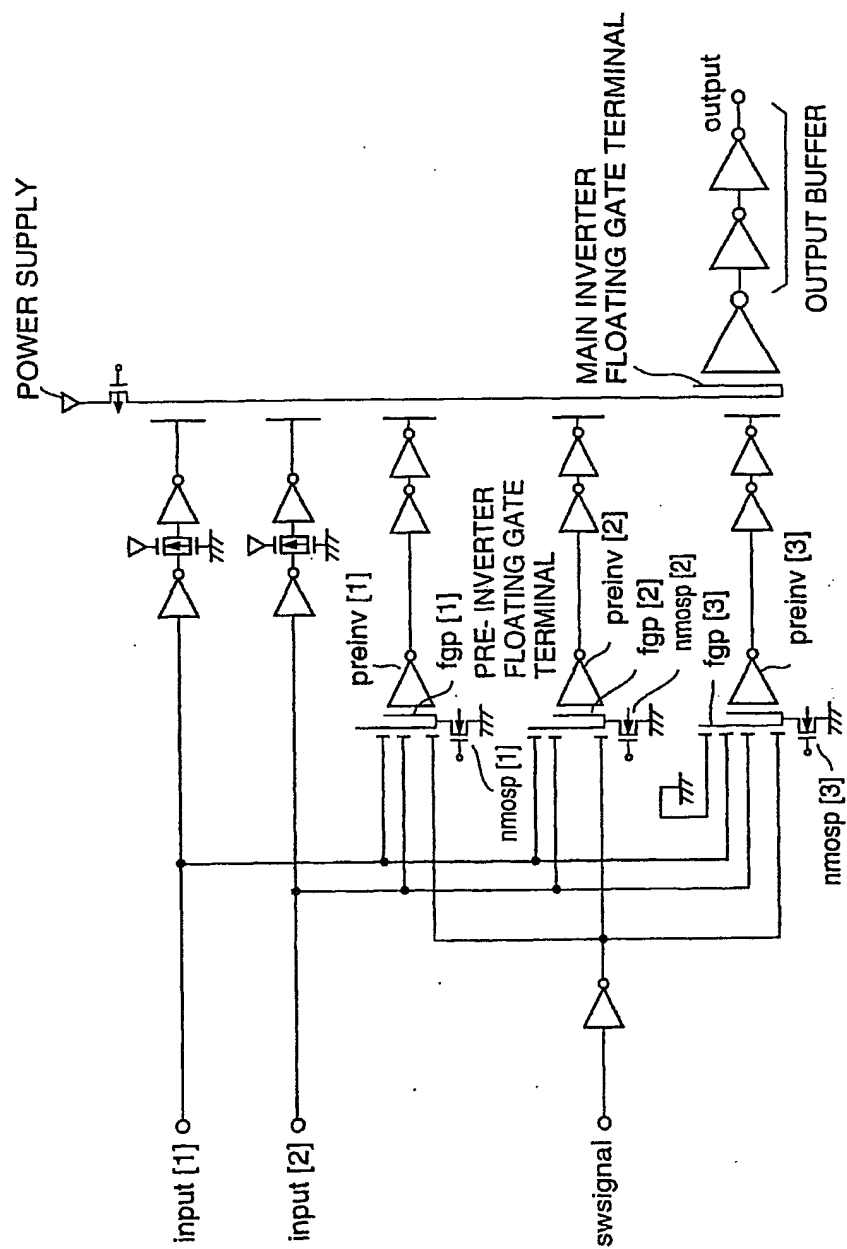 POWER SUPPLY
input [1]
input [2]
swsignal
preinv [1]
fgp [1]
nmosp [1]
PRE- INVERTER
FLOATING GATE
TERMINAL
preinv [2]
fgp [2]
nmosp [2]
fgp [3]
preinv [3]
nmosp [3]
MAIN INVERTER
FLOATING GATE TERMINAL
output
OUTPUT BUFFER